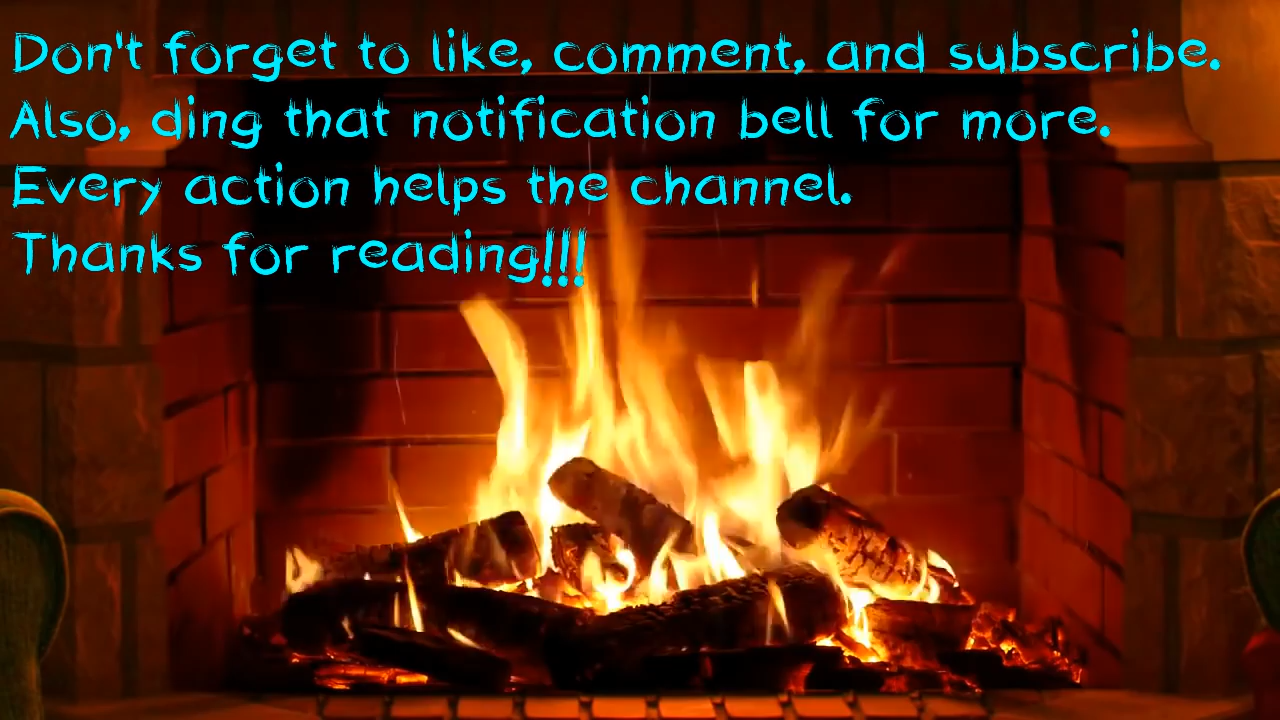 Don't forget to like, comment, and subscribe.
Also, ding that notification bell for more.
Every action helps the channel.
Thanks for reading!!!